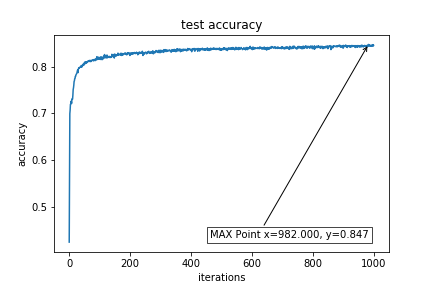 test accuracy
accuracy
0.8
0.7
0.6
0.5
MAX Point x=982.000, y=0.847
0 200 400 600 800 1000
iterations